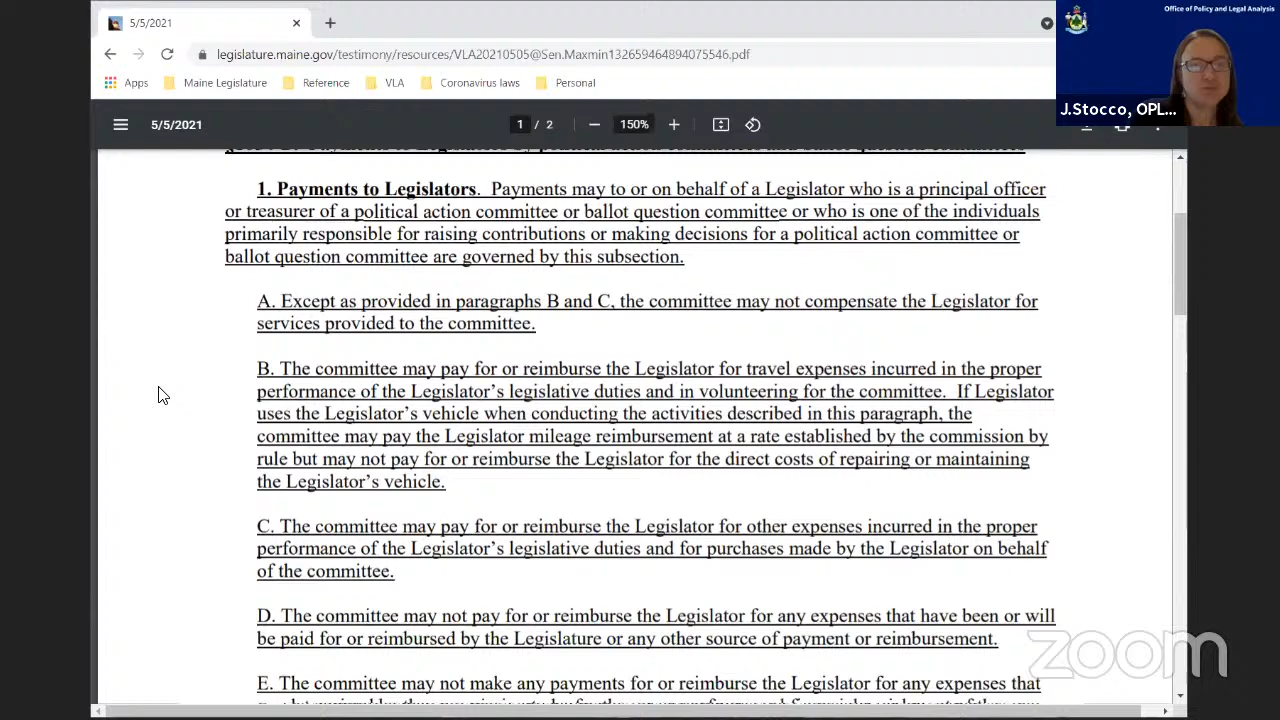 5/5/2021
Office of Policy and Legal Analysis
legislature.maine.gov/testimony/resources/VLA20210505@Sen.Maxmin132659464894075546.pdf
Apps Maine Legislature Reference VLA Coronavirus laws Personal
J.Stocco, OPL...
5/5/2021 1 / 2 150%
1. Payments to Legislators. Payments may to or on behalf of a Legislator who is a principal officer
or treasurer of a political action committee or ballot question committee or who is one of the individuals
primarily responsible for raising contributions or making decisions for a political action committee or
ballot question committee are governed by this subsection.
A. Except as provided in paragraphs B and C, the committee may not compensate the Legislator for
services provided to the committee.
B. The committee may pay for or reimburse the Legislator for travel expenses incurred in the proper
performance of the Legislator's legislative duties and in volunteering for the committee. If Legislator
uses the Legislator's vehicle when conducting the activities described in this paragraph, the
committee may pay the Legislator mileage reimbursement at a rate established by the commission by
rule but may not pay for or reimburse the Legislator for the direct costs of repairing or maintaining
the Legislator's vehicle.
C. The committee may pay for or reimburse the Legislator for other expenses incurred in the proper
performance of the Legislator's legislative duties and for purchases made by the Legislator on behalf
of the committee.
D. The committee may not pay for or reimburse the Legislator for any expenses that have been or will
be paid for or reimbursed by the Legislature or any other source of payment or reimbursement.
zoom
E. The committee may not make any payments for or reimburse the Legislator for any expenses that